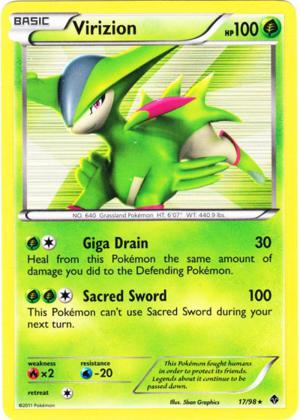 BASIC
Virizion
HP100
NO. 640 Grassland Pokémon HT. 6'07" WT. 440.9 lbs.
Giga Drain 30
Heal from this Pokémon the same amount of
damage you did to the Defending Pokémon.
Sacred Sword 100
This Pokémon can't use Sacred Sword during your
next turn.
weakness resistance
×2 -20
retreat
This Pokémon fought humans
in order to protect its friends.
Legends about it continue to be
passed down.
©2011 Pokémon Illus. 5ban Graphics 17/98 ★